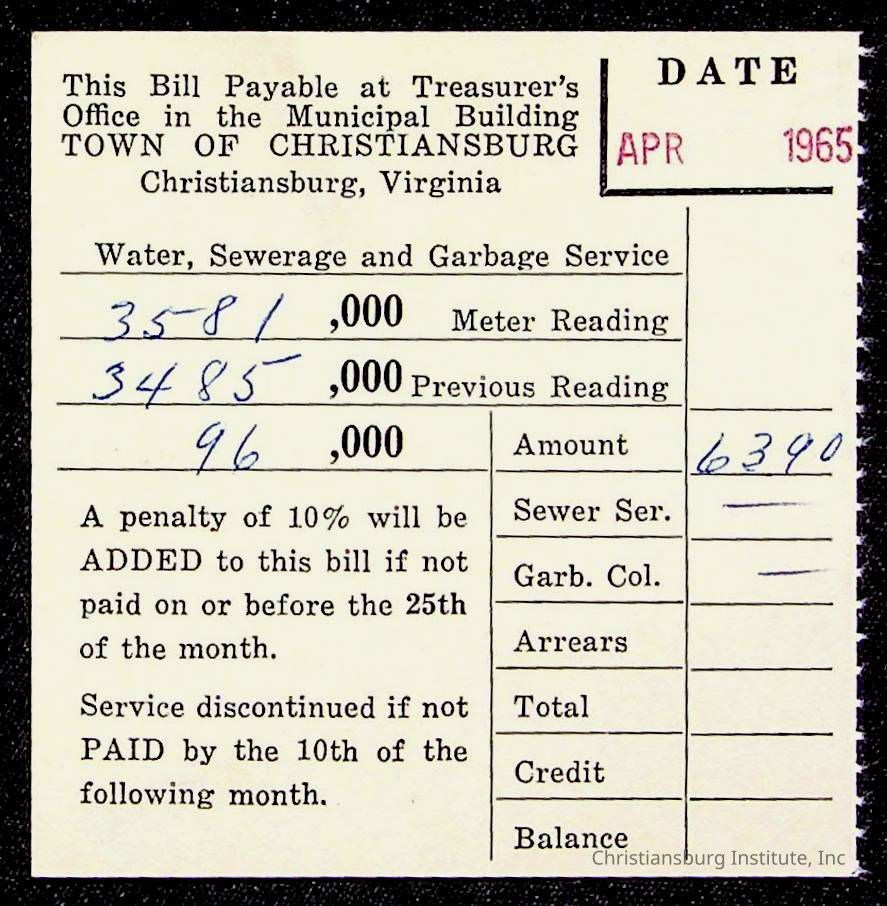 This Bill Payable at Treasurer's
Office in the Municipal Building
TOWN OF CHRISTIANSBURG
Christiansburg, Virginia
DATE
APR 1965
Water, Sewerage and Garbage Service
3581 ,000 Meter Reading
3485 ,000 Previous Reading
96 ,000
Amount 6390
Sewer Ser. —
Garb. Col. —
Arrears
Total
Credit
Balance
A penalty of 10% will be
ADDED to this bill if not
paid on or before the 25th
of the month.
Service discontinued if not
PAID by the 10th of the
following month.
Christiansburg Institute, Inc